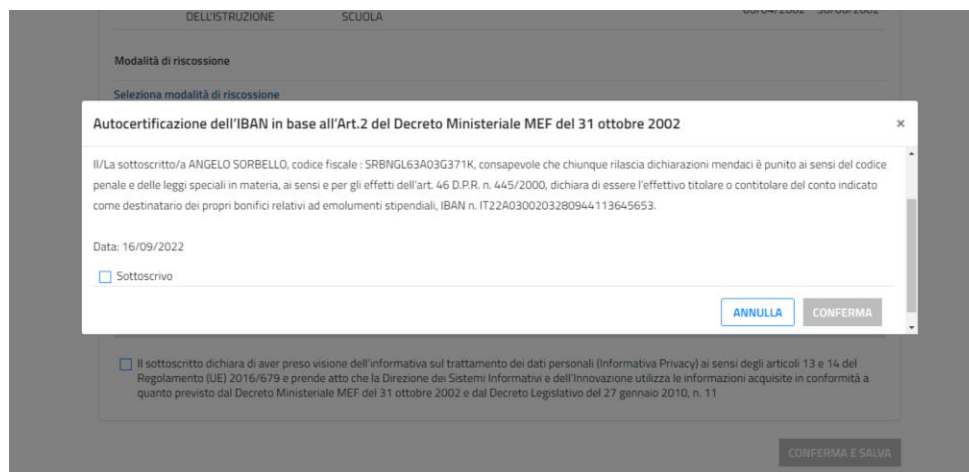 DELL'ISTRUZIONE SCUOLA
Modalità di riscossione
Seleziona modalità di riscossione
Autocertificazione dell'IBAN in base all'Art.2 del Decreto Ministeriale MEF del 31 ottobre 2002 ×
Il/La sottoscritto/a ANGELO SORBELLO, codice fiscale : SRBNGL63A03G371K, consapevole che chiunque rilascia dichiarazioni mendaci è punito ai sensi del codice
penale e delle leggi speciali in materia, ai sensi e per gli effetti dell'art. 46 D.P.R. n. 445/2000, dichiara di essere l'effettivo titolare o contitolare del conto indicato
come destinatario dei propri bonifici relativi ad emolumenti stipendiali, IBAN n. IT22A0300203280944113645653.
Data: 16/09/2022
Sottoscrivo
ANNULLA CONFERMA
Il sottoscritto dichiara di aver preso visione dell'informativa sul trattamento dei dati personali (Informativa Privacy) ai sensi degli articoli 13 e 14 del
Regolamento (UE) 2016/679 e prende atto che la Direzione dei Sistemi Informativi e dell'Innovazione utilizza le informazioni acquisite in conformità a
quanto previsto dal Decreto Ministeriale MEF del 31 ottobre 2002 e dal Decreto Legislativo del 27 gennaio 2010, n. 11
CONFERMA E SALVA